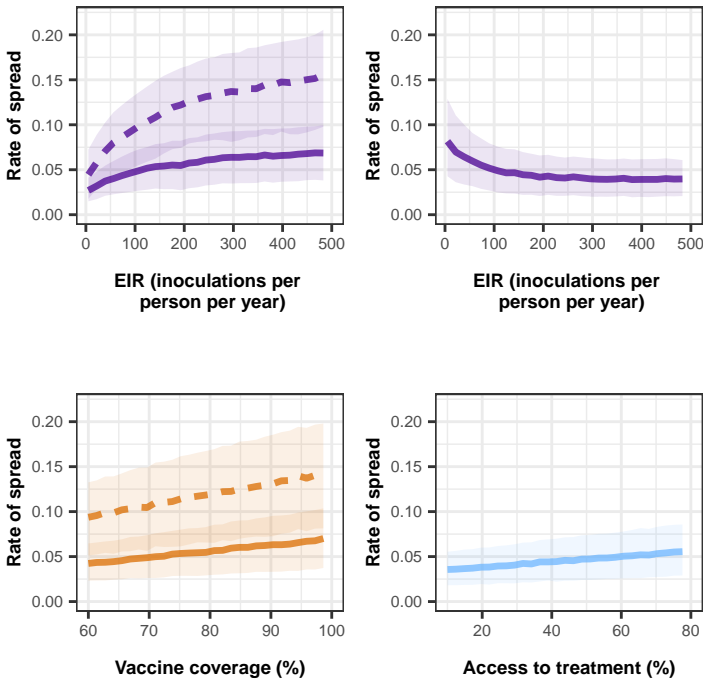 0.20
0.15
0.10
0.05
0.00
Rate of spread
0 100 200 300 400 500
EIR (inoculations per
person per year)
0.20
0.15
0.10
0.05
0.00
Rate of spread
0 100 200 300 400 500
EIR (inoculations per
person per year)
0.20
0.15
0.10
0.05
0.00
Rate of spread
60 70 80 90 100
Vaccine coverage (%)
0.20
0.15
0.10
0.05
0.00
Rate of spread
20 40 60 80
Access to treatment (%)